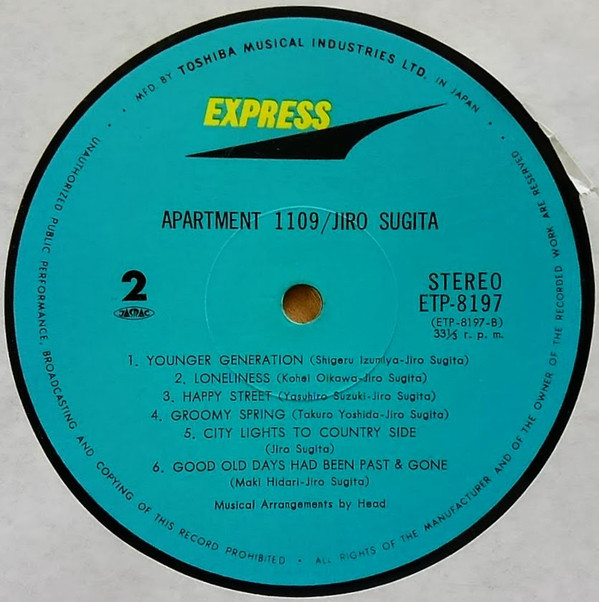 MFD. BY TOSHIBA MUSICAL INDUSTRIES LTD. IN JAPAN
EXPRESS
APARTMENT 1109/JIRO SUGITA
2
JASRAC
STEREO
ETP-8197
(ETP-8197-B)
33⅓ r. p. m.
1. YOUNGER GENERATION (Shigeru Izumiya-Jiro Sugita)
2. LONELINESS (Kohei Oikawa-Jiro Sugita)
3. HAPPY STREET (Yasuhiro Suzuki-Jiro Sugita)
4. GROOMY SPRING (Takuro Yoshida-Jiro Sugita)
5. CITY LIGHTS TO COUNTRY SIDE
(Jiro Sugita)
6. GOOD OLD DAYS HAD BEEN PAST & GONE
(Maki Hidari-Jiro Sugita)
Musical Arrangements by Head
UNAUTHORIZED PUBLIC PERFORMANCE, BROADCASTING AND COPYING OF THIS RECORD PROHIBITED • ALL RIGHTS OF THE MANUFACTURER AND OF THE OWNER OF THE RECORDED WORK ARE RESERVED